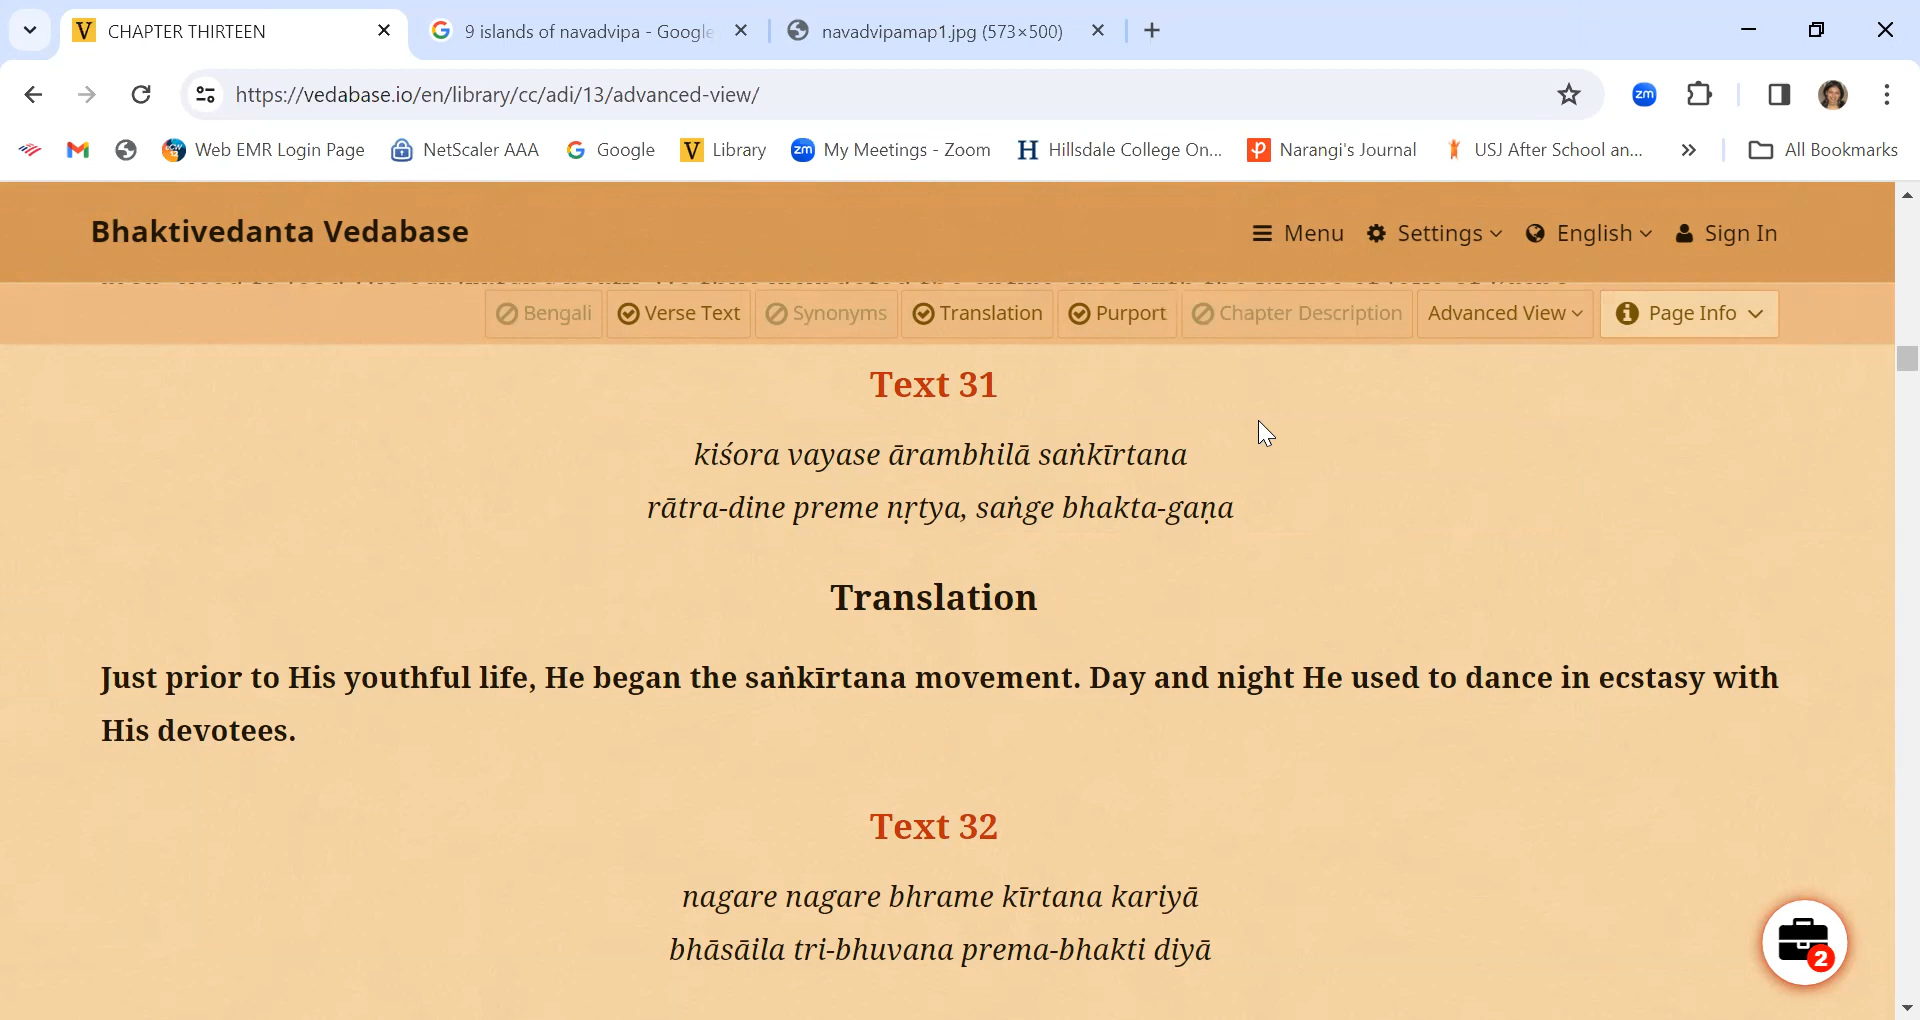 CHAPTER THIRTEEN
9 islands of navadvipa - Google
navadvipamap1.jpg (573×500)
https://vedabase.io/en/library/cc/adi/13/advanced-view/
zm
Web EMR Login Page
NetScaler AAA
Google
Library
zm My Meetings - Zoom
Hillsdale College On...
Narangi's Journal
USJ After School an...
All Bookmarks
Bhaktivedanta Vedabase
Menu
Settings
English
Sign In
Bengali
Verse Text
Synonyms
Translation
Purport
Chapter Description
Advanced View
Page Info
Text 31
kiśora vayase ārambhilā saṅkīrtana
rātra-dine preme nṛtya, saṅge bhakta-gaṇa
Translation
Just prior to His youthful life, He began the saṅkīrtana movement. Day and night He used to dance in ecstasy with
His devotees.
Text 32
nagare nagare bhrame kīrtana kariyā
bhāsāila tri-bhuvana prema-bhakti diyā
2